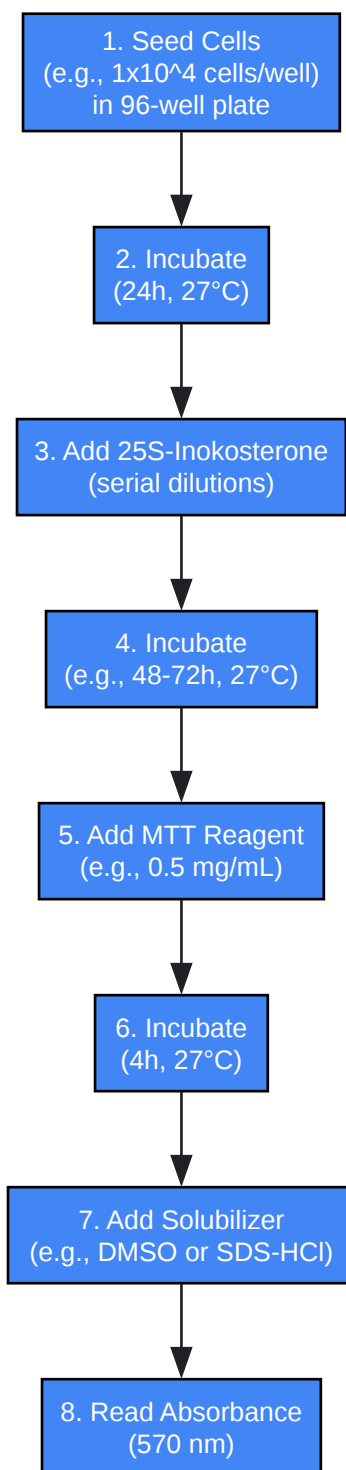 1. Seed Cells
(e.g., 1x10^4 cells/well)
in 96-well plate
2. Incubate
(24h, 27°C)
3. Add 25S-Inokosterone
(serial dilutions)
4. Incubate
(e.g., 48-72h, 27°C)
5. Add MTT Reagent
(e.g., 0.5 mg/mL)
6. Incubate
(4h, 27°C)
7. Add Solubilizer
(e.g., DMSO or SDS-HCl)
8. Read Absorbance
(570 nm)